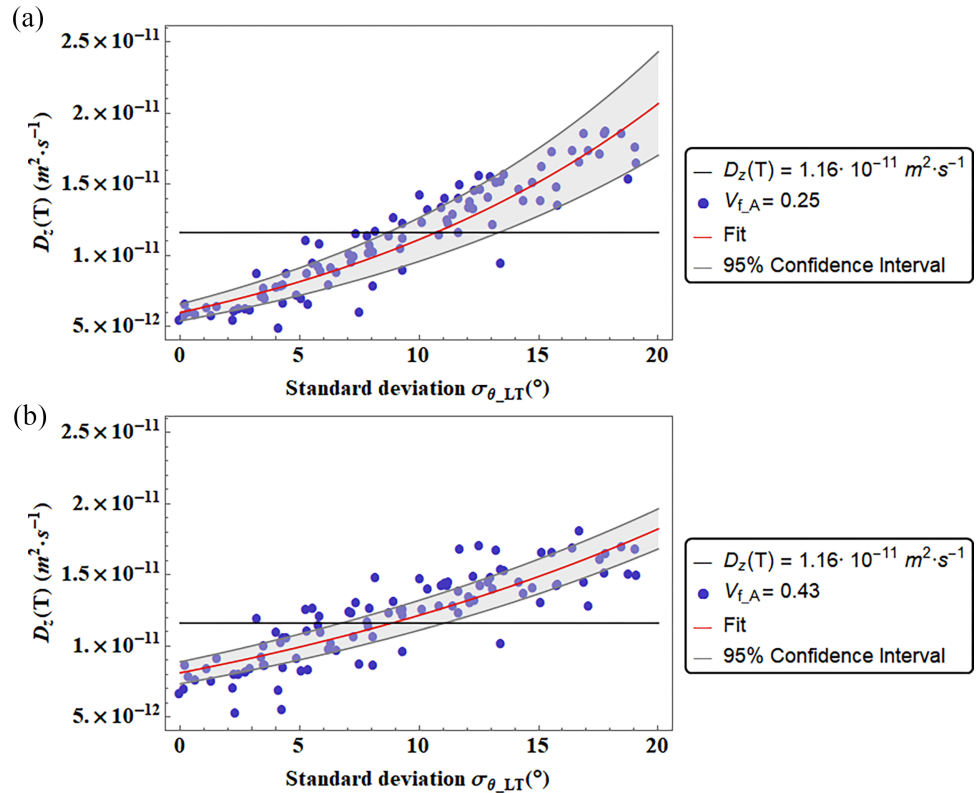 (a)
2.5×10⁻¹¹
2.×10⁻¹¹
1.5×10⁻¹¹
1.×10⁻¹¹
5.×10⁻¹²
D_z(T) (m²·s⁻¹)
0 5 10 15 20
Standard deviation σ_θ_LT(°)
D_z(T) = 1.16· 10⁻¹¹ m²·s⁻¹
V_f_A = 0.25
Fit
95% Confidence Interval
(b)
2.5×10⁻¹¹
2.×10⁻¹¹
1.5×10⁻¹¹
1.×10⁻¹¹
5.×10⁻¹²
D_z(T) (m²·s⁻¹)
0 5 10 15 20
Standard deviation σ_θ_LT(°)
D_z(T) = 1.16· 10⁻¹¹ m²·s⁻¹
V_f_A = 0.43
Fit
95% Confidence Interval